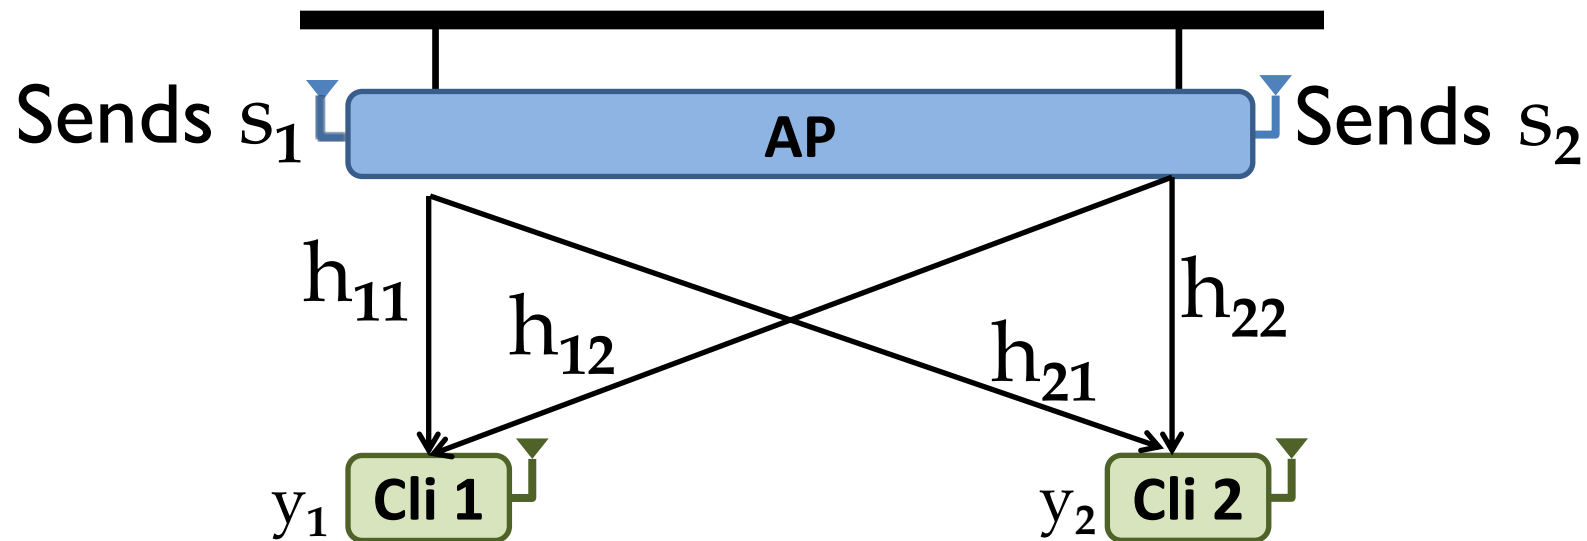 Sends s₁
AP
Sends s₂
h₁₁
h₁₂
h₂₁
h₂₂
y₁
Cli 1
y₂
Cli 2